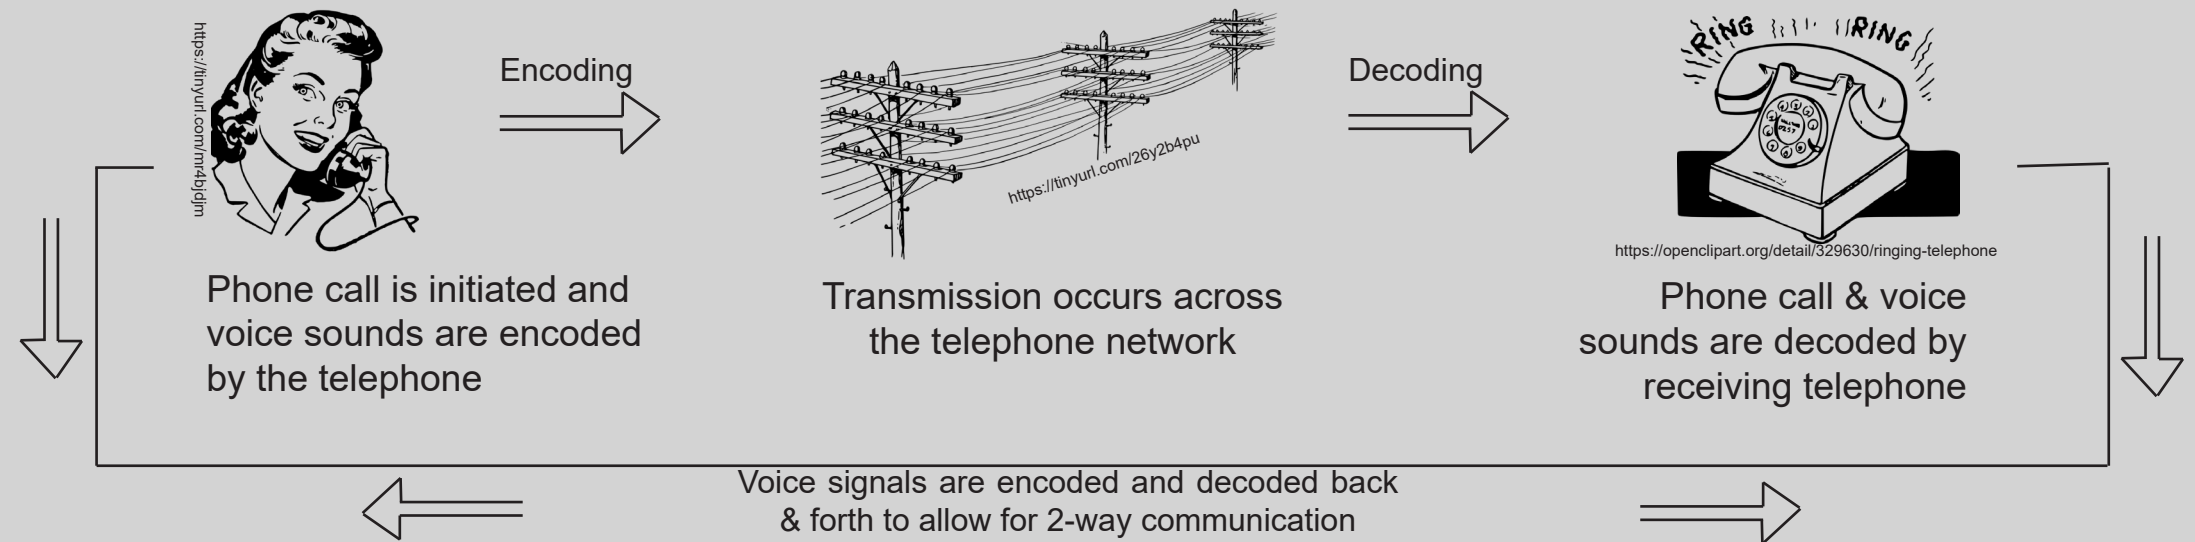 https://tinyurl.com/mr4bjdjm
Encoding
https://tinyurl.com/26y2b4pu
Decoding
RING RING
https://openclipart.org/detail/329630/ringing-telephone
Phone call is initiated and
voice sounds are encoded
by the telephone
Transmission occurs across
the telephone network
Phone call & voice
sounds are decoded by
receiving telephone
Voice signals are encoded and decoded back
& forth to allow for 2-way communication